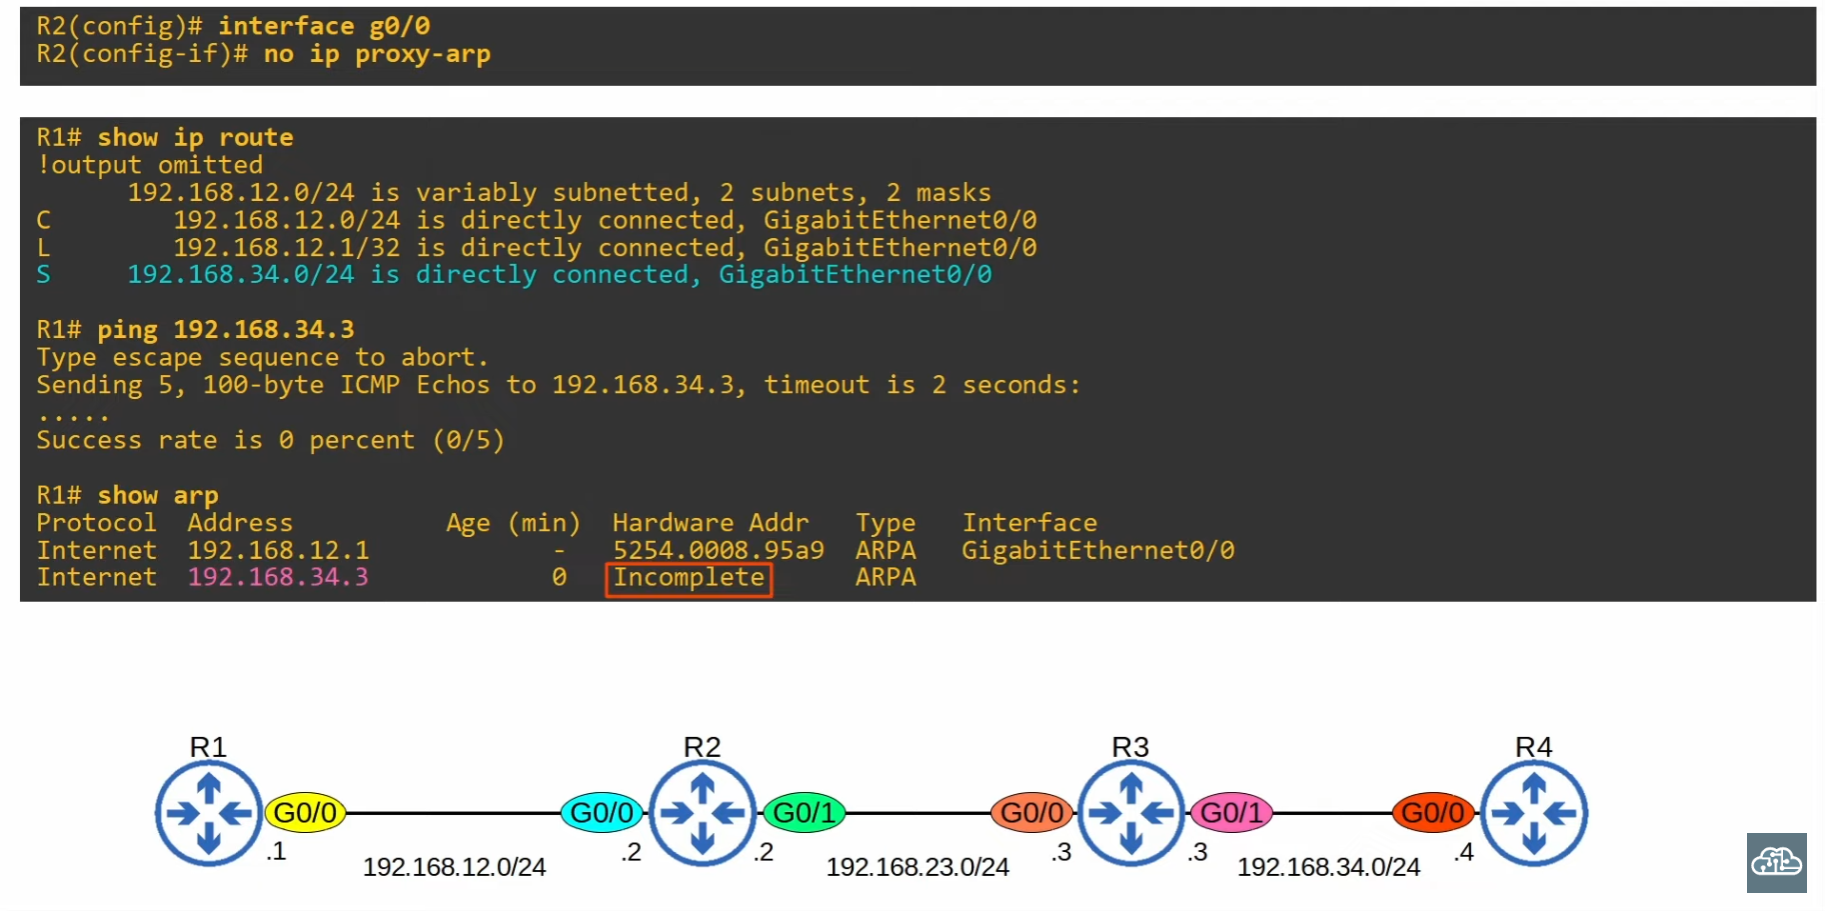 R2(config)# interface g0/0
R2(config-if)# no ip proxy-arp
R1# show ip route
!output omitted
192.168.12.0/24 is variably subnetted, 2 subnets, 2 masks
C 192.168.12.0/24 is directly connected, GigabitEthernet0/0
L 192.168.12.1/32 is directly connected, GigabitEthernet0/0
S 192.168.34.0/24 is directly connected, GigabitEthernet0/0
R1# ping 192.168.34.3
Type escape sequence to abort.
Sending 5, 100-byte ICMP Echos to 192.168.34.3, timeout is 2 seconds:
.....
Success rate is 0 percent (0/5)
R1# show arp
Protocol Address Age (min) Hardware Addr Type Interface
Internet 192.168.12.1 - 5254.0008.95a9 ARPA GigabitEthernet0/0
Internet 192.168.34.3 0 Incomplete ARPA
R1 R2 R3 R4
G0/0 G0/0 G0/1 G0/0 G0/1 G0/0
.1 .2 .2 .3 .3 .4
192.168.12.0/24 192.168.23.0/24 192.168.34.0/24